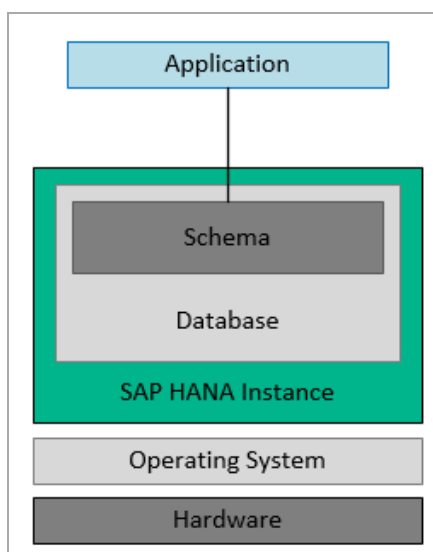 Application
Schema
Database
SAP HANA Instance
Operating System
Hardware